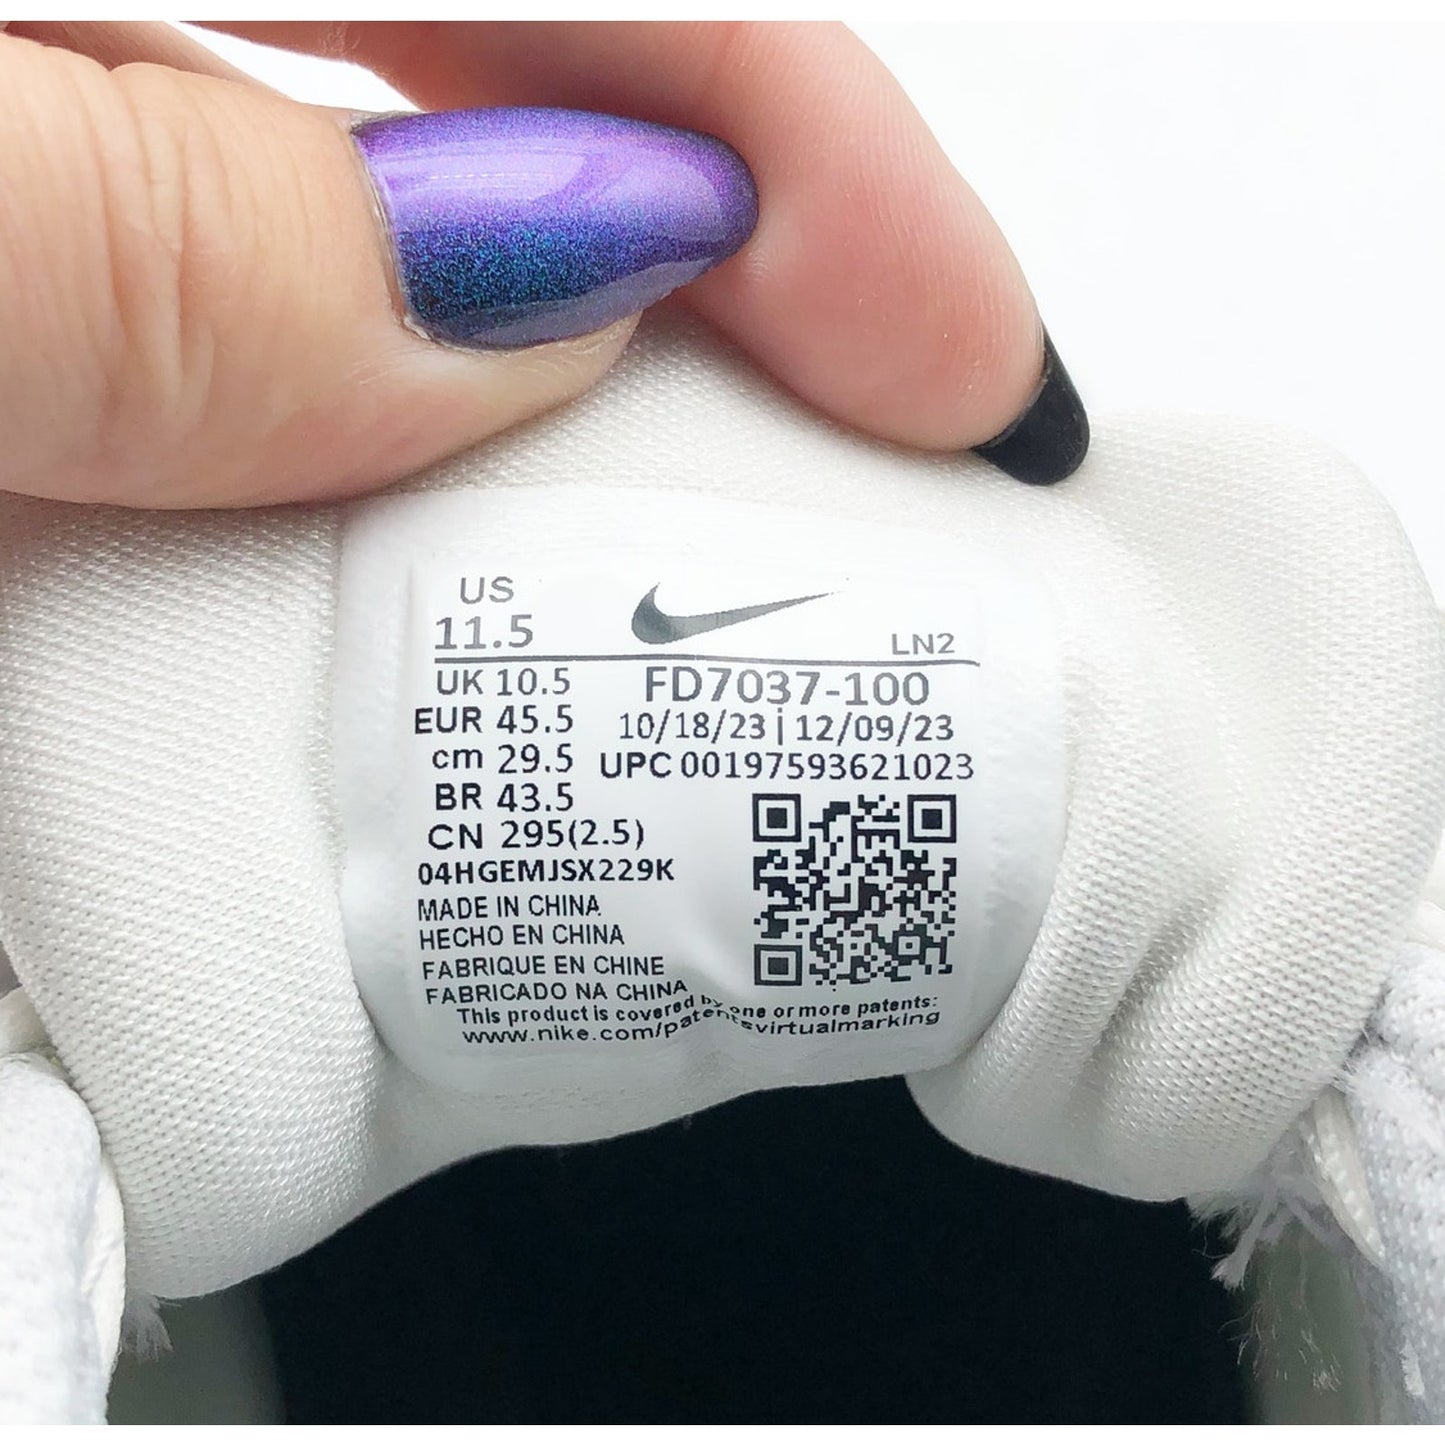 US
11.5
LN2
UK 10.5
FD7037-100
EUR 45.5
10/18/23 | 12/09/23
cm 29.5
UPC 00197593621023
BR 43.5
CN 295(2.5)
04HGEMJSX229K
MADE IN CHINA
HECHO EN CHINA
FABRIQUE EN CHINE
FABRICADO NA CHINA
This product is covered by one or more patents:
www.nike.com/patentsvirtualmarking